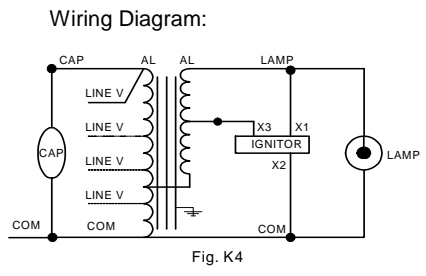 Wiring Diagram:
CAP AL AL LAMP
LINE V
LINE V
X3 X1
IGNITOR
CAP
LAMP
LINE V
X2
LINE V
COM COM COM
Fig. K4